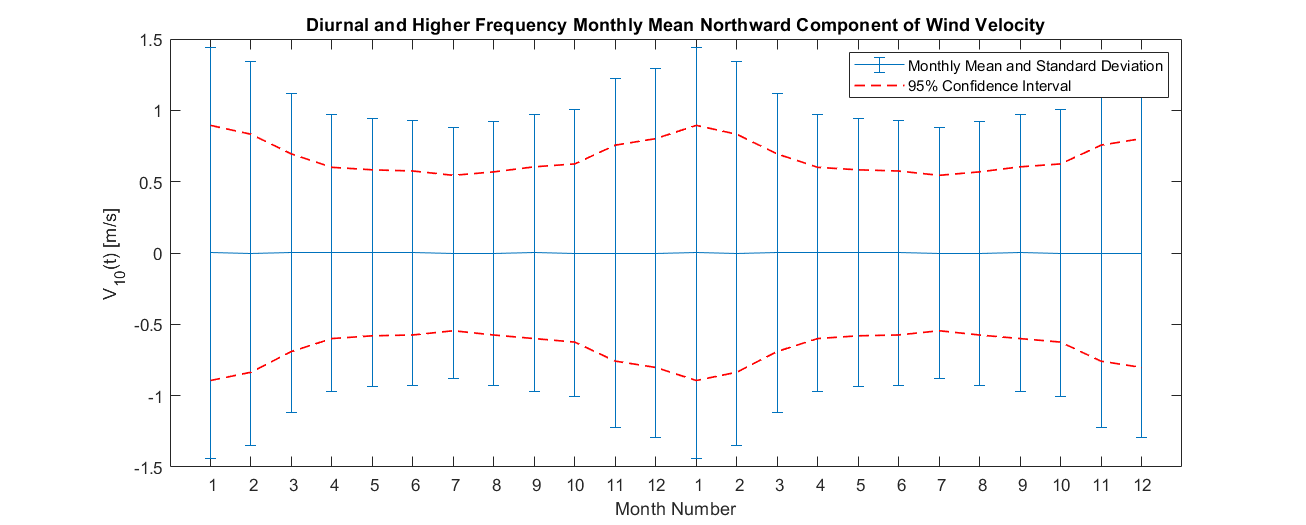 Diurnal and Higher Frequency Monthly Mean Northward Component of Wind Velocity
Monthly Mean and Standard Deviation
95% Confidence Interval
1.5
1
0.5
0
-0.5
-1
-1.5
V10(t) [m/s]
1 2 3 4 5 6 7 8 9 10 11 12 1 2 3 4 5 6 7 8 9 10 11 12
Month Number